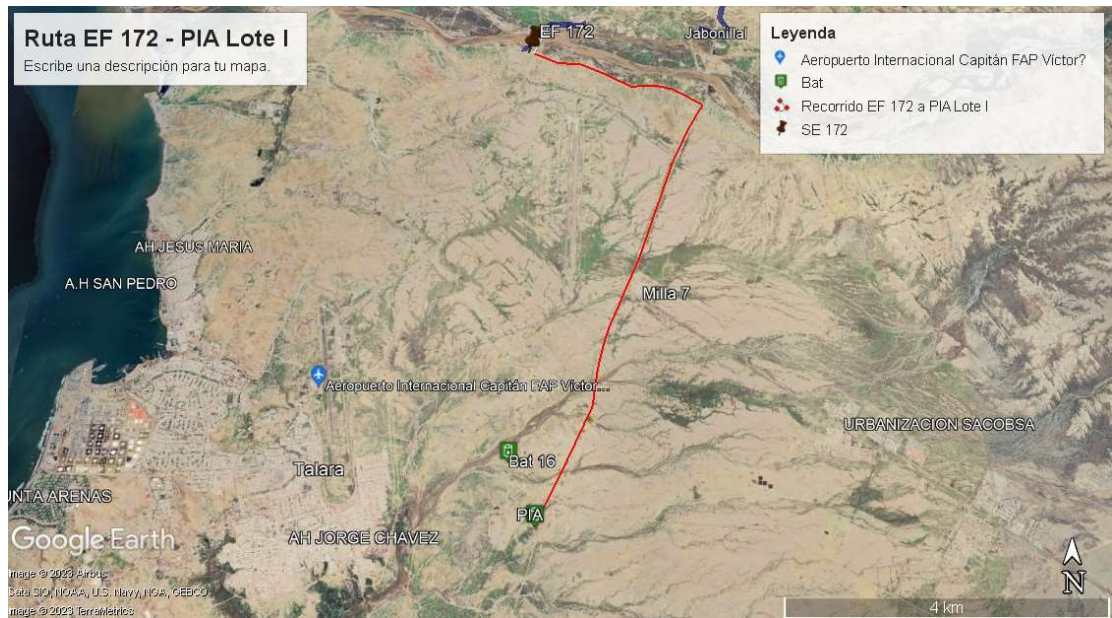 Ruta EF 172 - PIA Lote I
Escribe una descripción para tu mapa.
EF 172
Jabonillal
Leyenda
Aeropuerto Internacional Capitán FAP Víctor?
Bat
Recorrido EF 172 a PIA Lote I
SE 172
AH JESUS MARIA
A.H SAN PEDRO
Milla 7
Aeropuerto Internacional Capitán FAP Víctor...
URBANIZACION SACOBSA
Bat 16
Talara
UNTA ARENAS
PIA
AH JORGE CHAVEZ
Google Earth
Image © 2023 Airbus
Data SIO, NOAA, U.S. Navy, NGA, GEBCO
Image © 2023 TerraMetrics
N
4 km